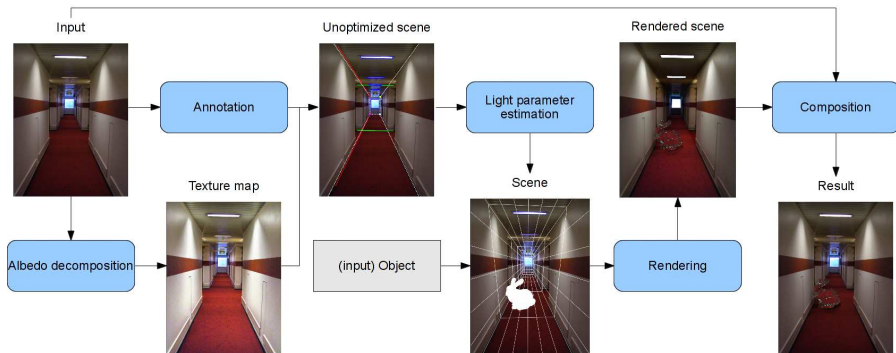 Input
Unoptimized scene
Rendered scene
Annotation
Light parameter
estimation
Composition
Texture map
Scene
Result
Albedo decomposition
(input) Object
Rendering